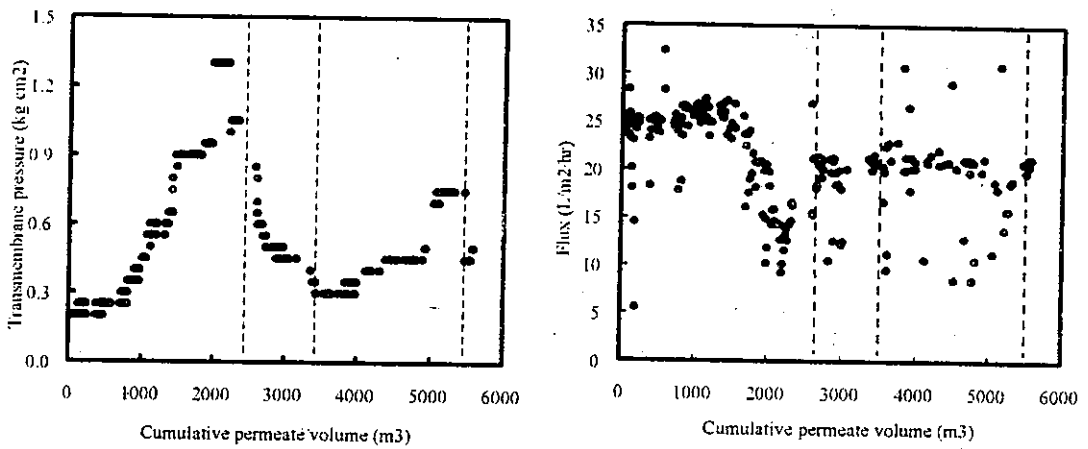 Transmembrane pressure (kg cm2)
1.5
1.2
0.9
0.6
0.3
0.0
0 1000 2000 3000 4000 5000 6000
Cumulative permeate volume (m3)
Flux (L/m2/hr)
35
30
25
20
15
10
5
0
0 1000 2000 3000 4000 5000 6000
Cumulative permeate volume (m3)